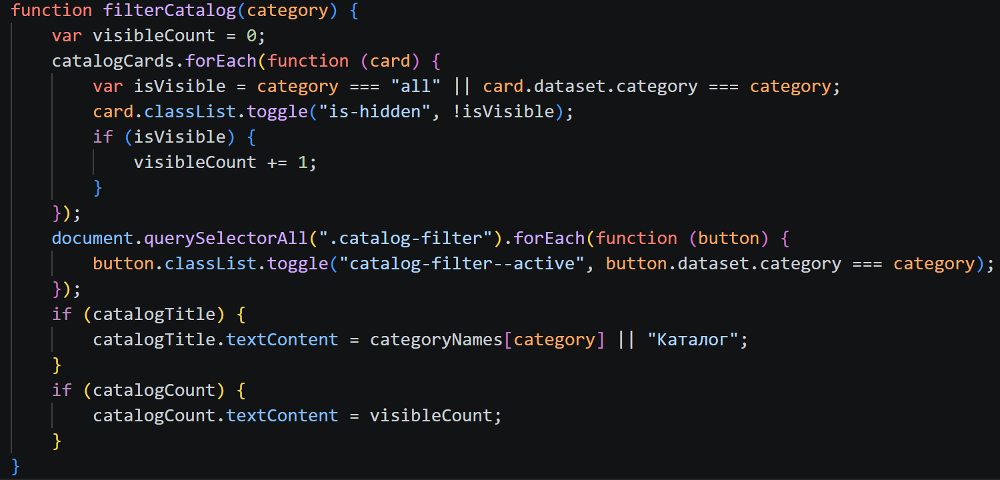 function filterCatalog(category) {
    var visibleCount = 0;
    catalogCards.forEach(function (card) {
        var isVisible = category === "all" || card.dataset.category === category;
        card.classList.toggle("is-hidden", !isVisible);
        if (isVisible) {
            visibleCount += 1;
        }
    });
    document.querySelectorAll(".catalog-filter").forEach(function (button) {
        button.classList.toggle("catalog-filter--active", button.dataset.category === category);
    });
    if (catalogTitle) {
        catalogTitle.textContent = categoryNames[category] || "Каталог";
    }
    if (catalogCount) {
        catalogCount.textContent = visibleCount;
    }
}